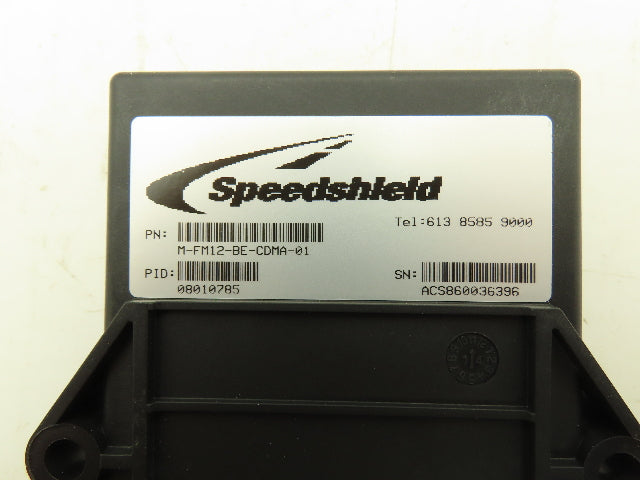 Speedshield
Tel:613 8585 9000
PN:
M-FM12-BE-CDMA-01
PID:
08010785
SN:
ACS860036396